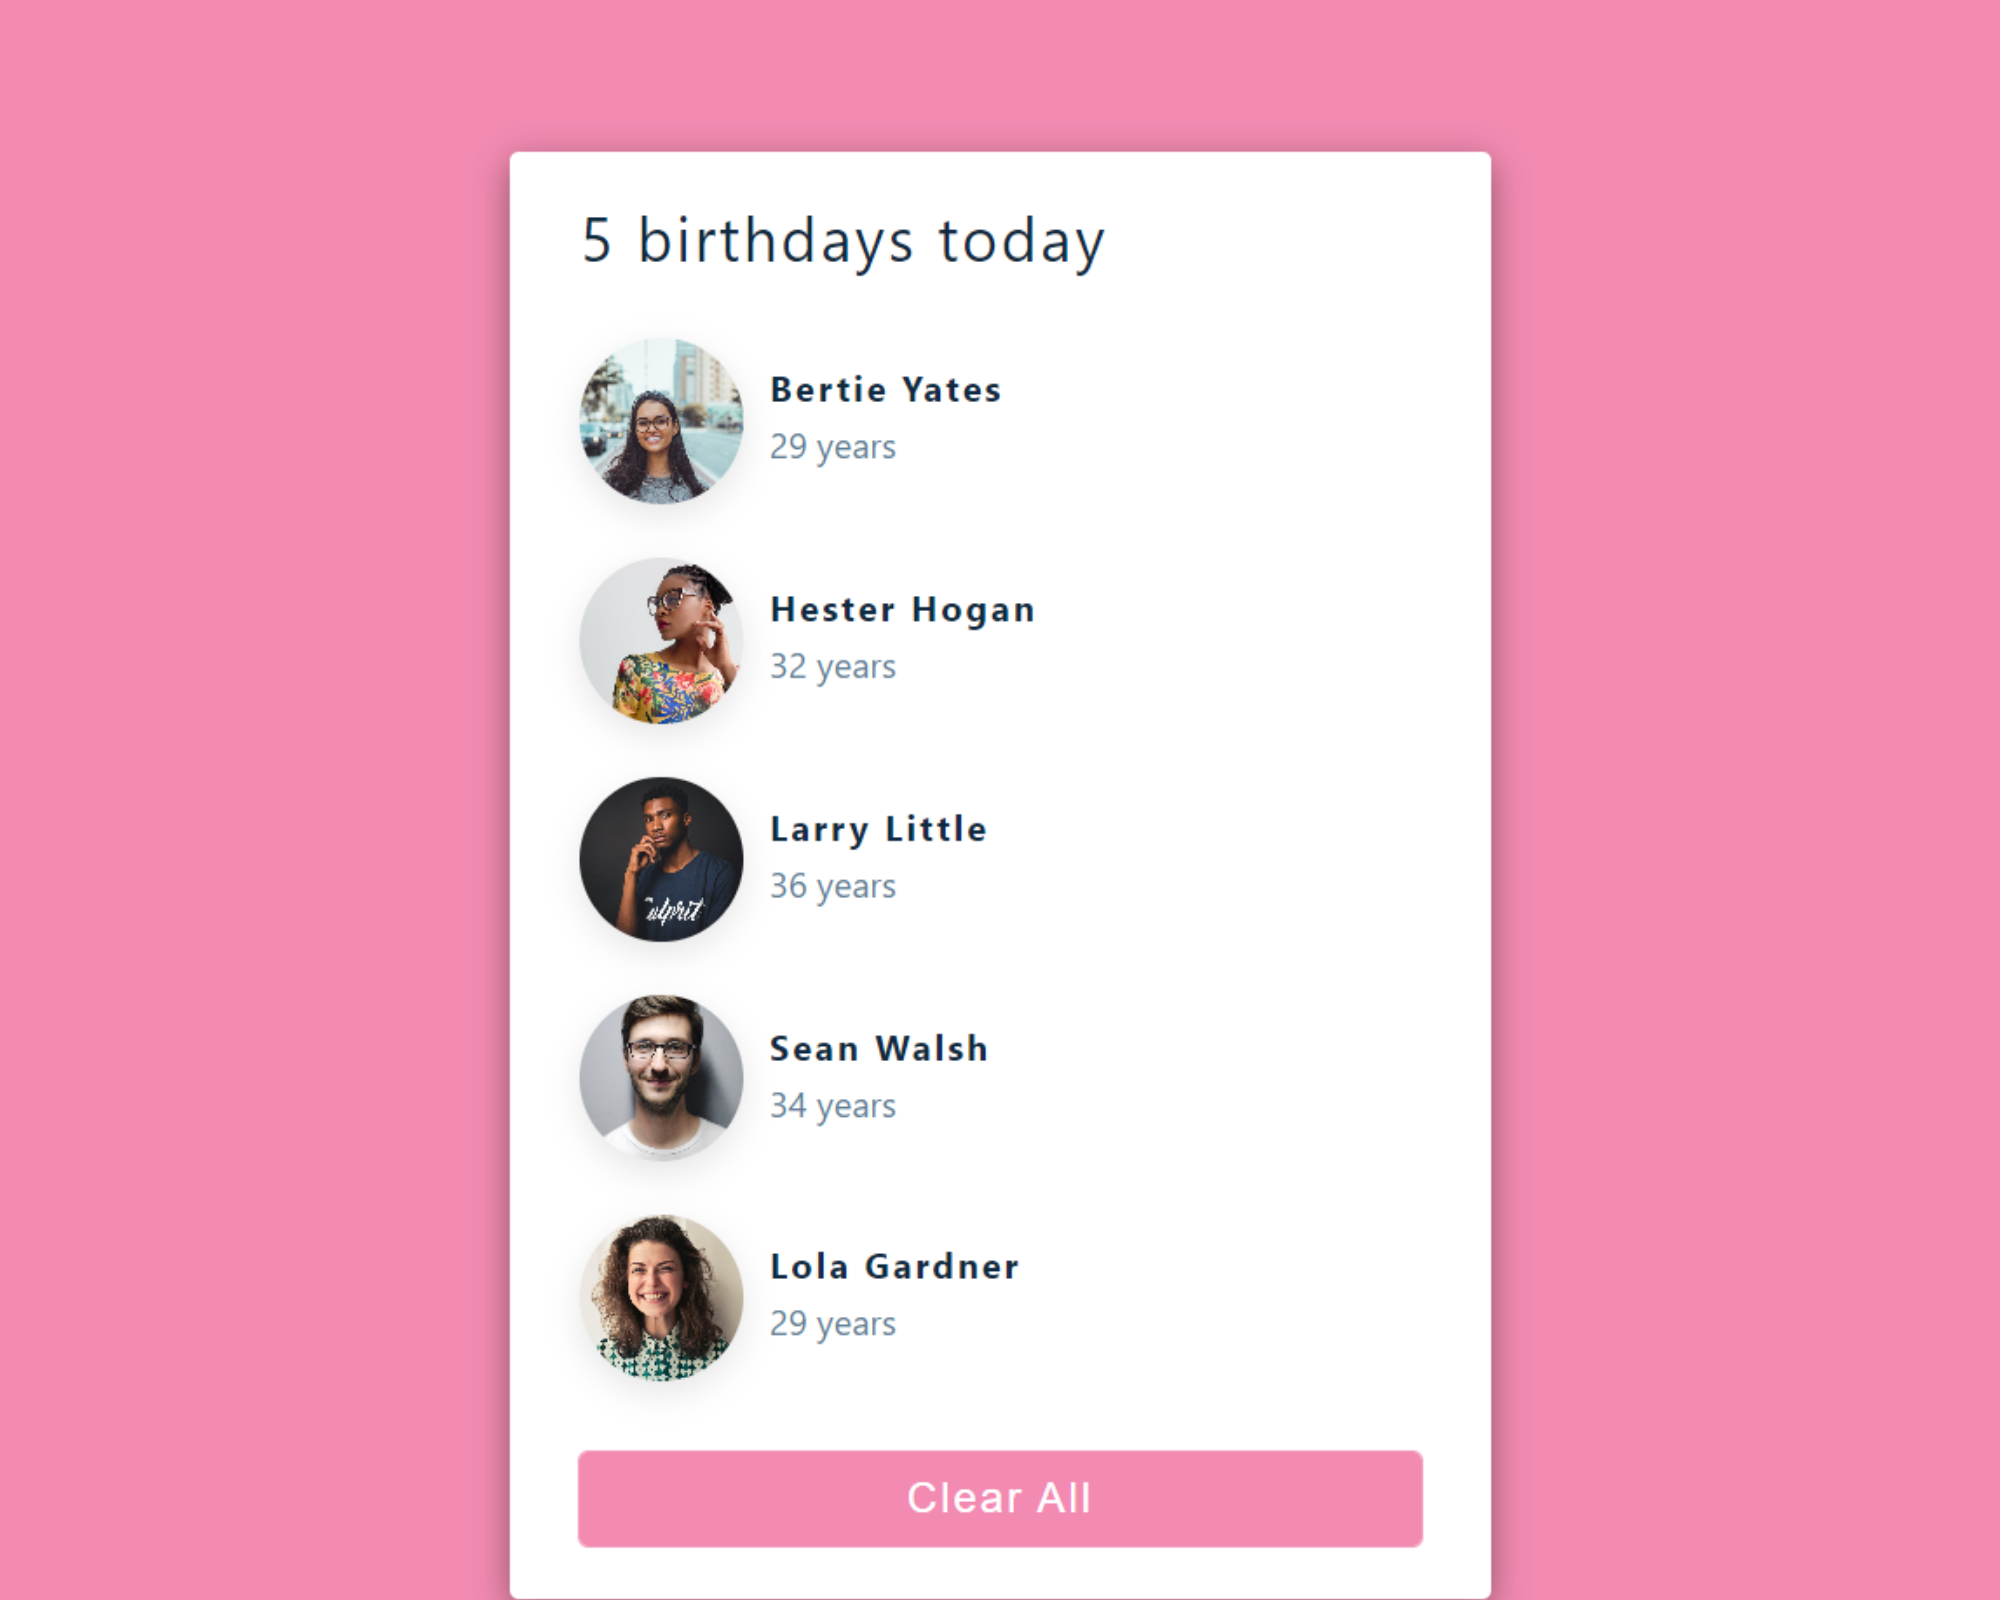 5 birthdays today
Bertie Yates
29 years
Hester Hogan
32 years
Larry Little
36 years
ulprit
Sean Walsh
34 years
Lola Gardner
29 years
Clear All